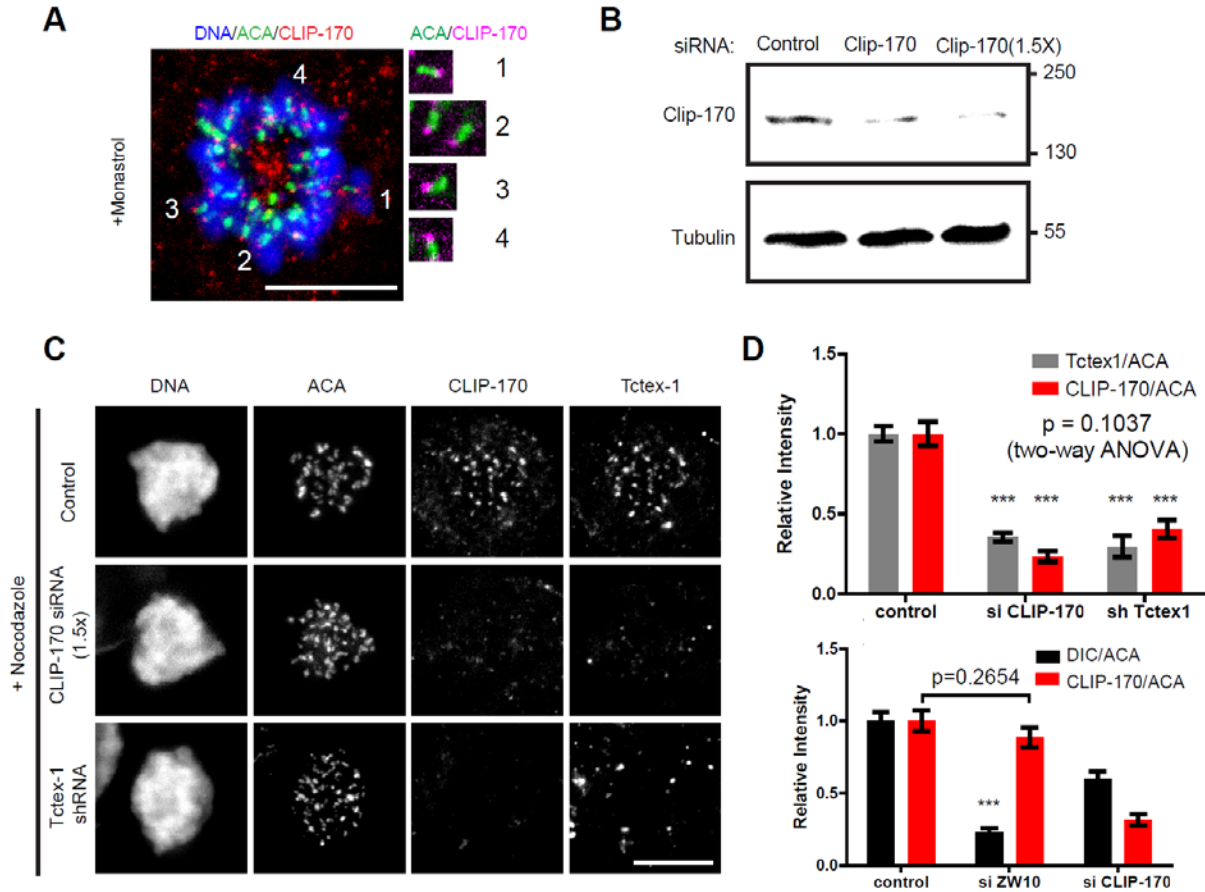 A
DNA/ACA/CLIP-170
ACA/CLIP-170
+Monastrol
4
3
2
1
1
2
3
4
B
siRNA: Control Clip-170 Clip-170(1.5X)
Clip-170
250
130
Tubulin
55
C
DNA ACA CLIP-170 Tctex-1
+ Nocodazole
Control
CLIP-170 siRNA
(1.5x)
Tctex-1
shRNA
D
Relative Intensity
1.5
1.0
0.5
0.0
Tctex1/ACA
CLIP-170/ACA
p = 0.1037
(two-way ANOVA)
*** *** *** ***
control si CLIP-170 sh Tctex1
Relative Intensity
1.5
1.0
0.5
0.0
DIC/ACA
CLIP-170/ACA
p=0.2654
***
control si ZW10 si CLIP-170